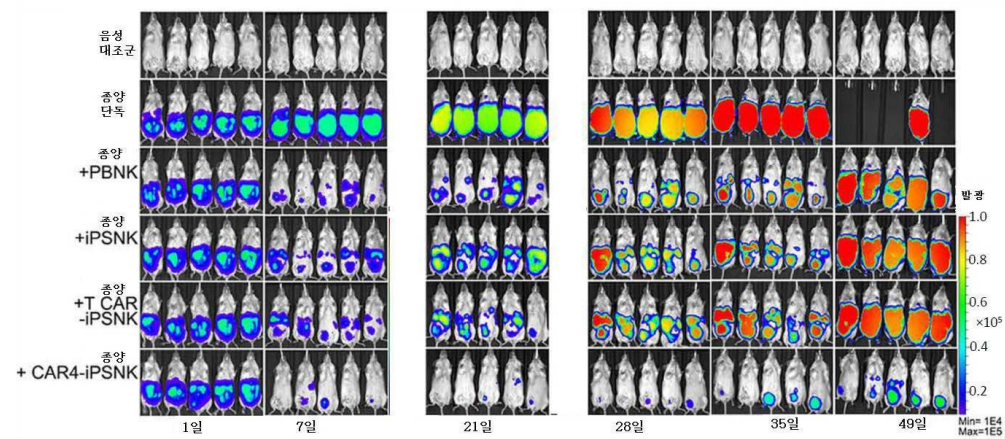 음성
대조군
종양
단독
종양
+PBNK
종양
+iPSNK
종양
+T CAR
-iPSNK
종양
+ CAR4-iPSNK
1일 7일 21일 28일 35일 49일
발광
1.0
0.8
0.6
×10⁵
0.4
0.2
Min= 1E4
Max=1E5